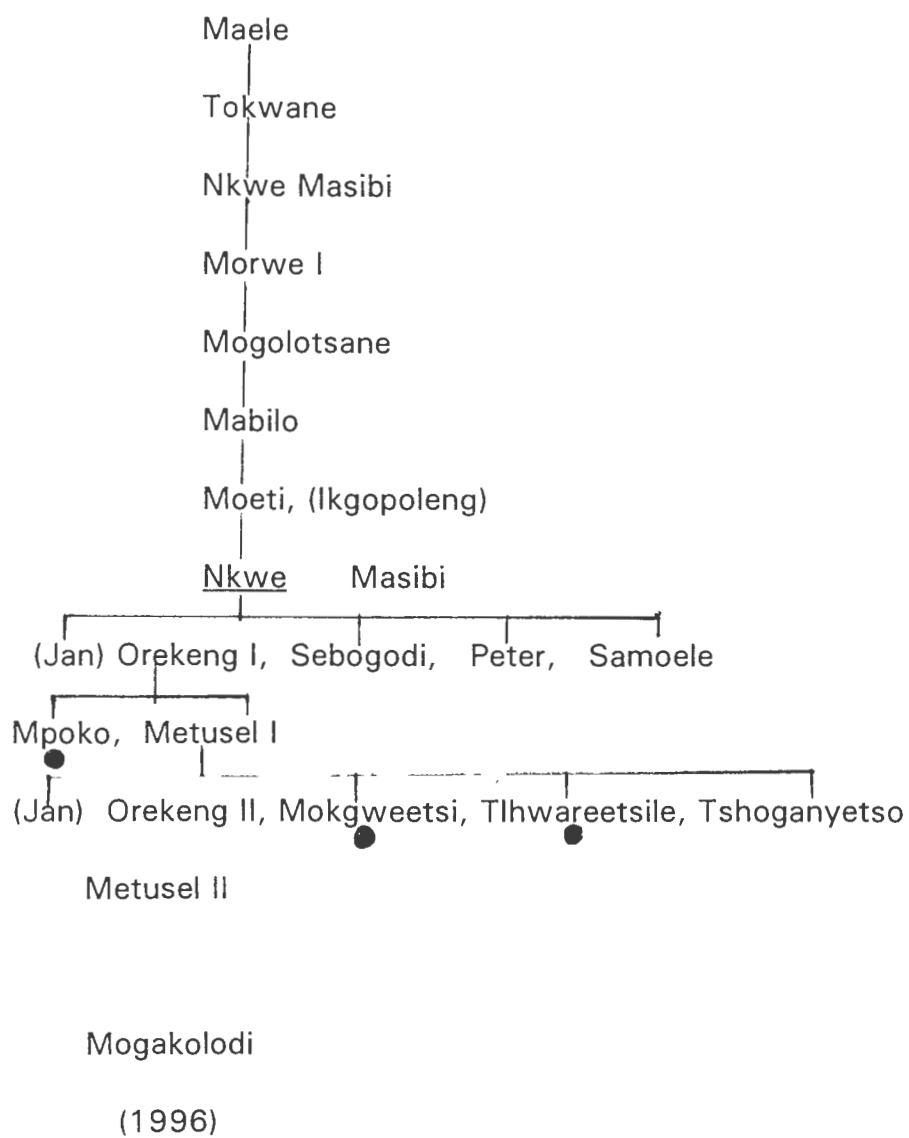 Maele
Tokwane
Nkwe Masibi
Morwe I
Mogolotsane
Mabilo
Moeti, (Ikgopoleng)
Nkwe Masibi
(Jan) Orekeng I, Sebogodi, Peter, Samoele
Mpoko, Metusel I
(Jan) Orekeng II, Mokgweetsi, Tlhwareetsile, Tshoganyetso
Metusel II
Mogakolodi
(1996)